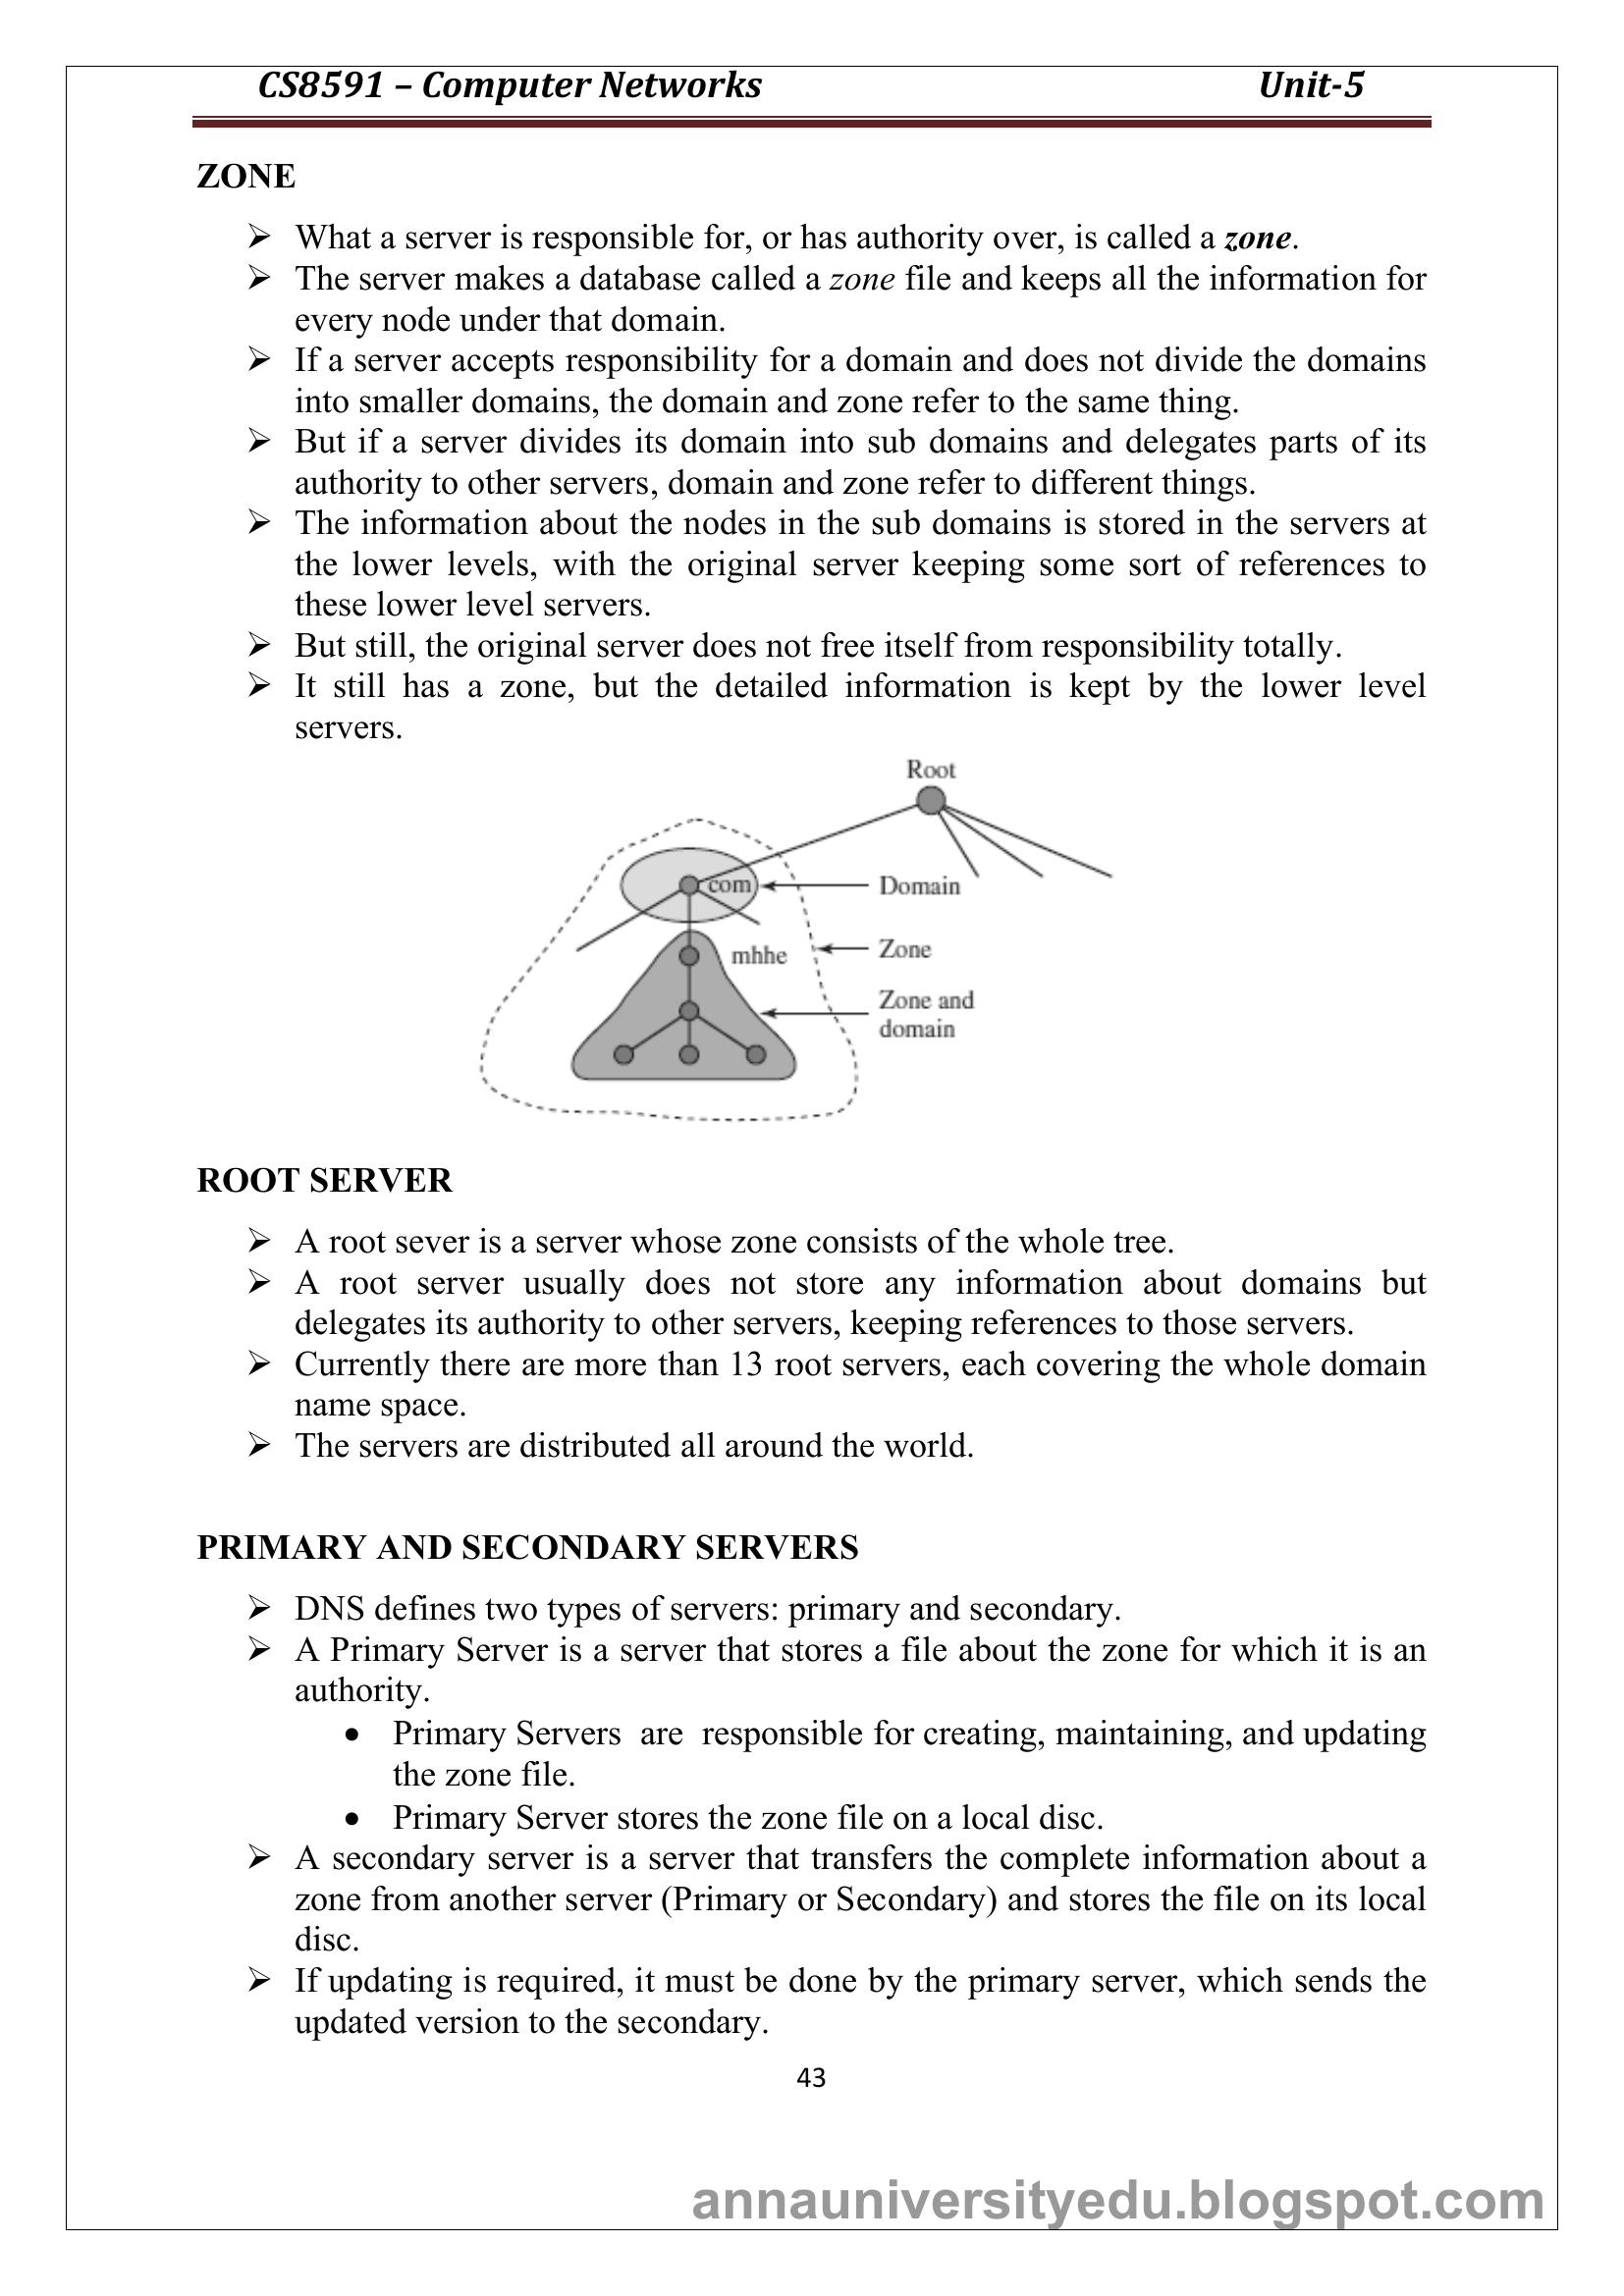 CS8591 – Computer Networks Unit-5
ZONE
➢ What a server is responsible for, or has authority over, is called a zone.
➢ The server makes a database called a zone file and keeps all the information for
every node under that domain.
➢ If a server accepts responsibility for a domain and does not divide the domains
into smaller domains, the domain and zone refer to the same thing.
➢ But if a server divides its domain into sub domains and delegates parts of its
authority to other servers, domain and zone refer to different things.
➢ The information about the nodes in the sub domains is stored in the servers at
the lower levels, with the original server keeping some sort of references to
these lower level servers.
➢ But still, the original server does not free itself from responsibility totally.
➢ It still has a zone, but the detailed information is kept by the lower level
servers.
Root
com
Domain
mhhe
Zone
Zone and
domain
ROOT SERVER
➢ A root sever is a server whose zone consists of the whole tree.
➢ A root server usually does not store any information about domains but
delegates its authority to other servers, keeping references to those servers.
➢ Currently there are more than 13 root servers, each covering the whole domain
name space.
➢ The servers are distributed all around the world.
PRIMARY AND SECONDARY SERVERS
➢ DNS defines two types of servers: primary and secondary.
➢ A Primary Server is a server that stores a file about the zone for which it is an
authority.
• Primary Servers are responsible for creating, maintaining, and updating
the zone file.
• Primary Server stores the zone file on a local disc.
➢ A secondary server is a server that transfers the complete information about a
zone from another server (Primary or Secondary) and stores the file on its local
disc.
➢ If updating is required, it must be done by the primary server, which sends the
updated version to the secondary.
43
annauniversityedu.blogspot.com